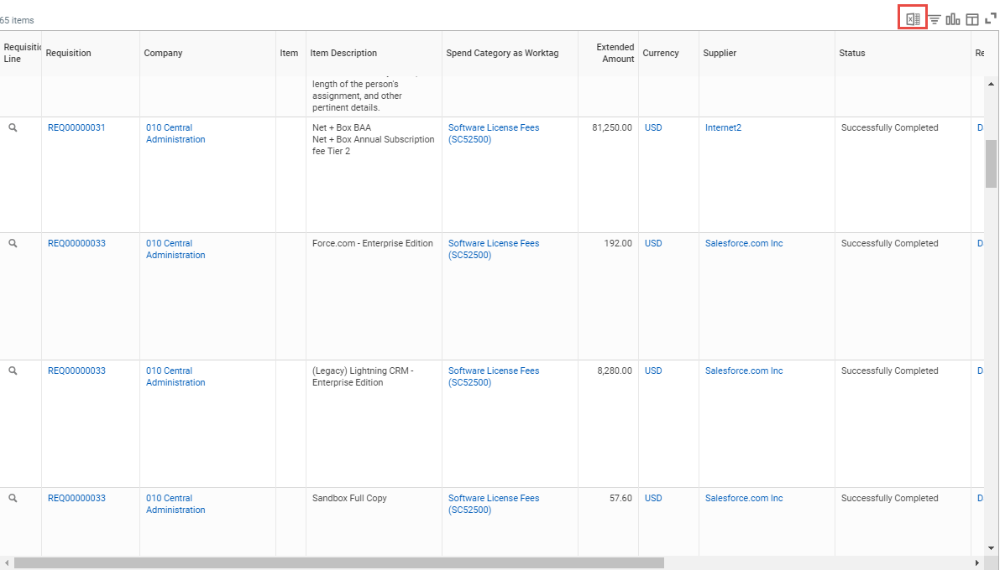 65 items
Requisitio
Line
Requisition
Company
Item
Item Description
Spend Category as Worktag
Extended
Amount
Currency
Supplier
Status
Re
length of the person's
assignment, and other
pertinent details.
REQ00000031
010 Central
Administration
Net + Box BAA
Net + Box Annual Subscription
fee Tier 2
Software License Fees
(SC52500)
81,250.00
USD
Internet2
Successfully Completed
D
REQ00000033
010 Central
Administration
Force.com - Enterprise Edition
Software License Fees
(SC52500)
192.00
USD
Salesforce.com Inc
Successfully Completed
D
REQ00000033
010 Central
Administration
(Legacy) Lightning CRM -
Enterprise Edition
Software License Fees
(SC52500)
8,280.00
USD
Salesforce.com Inc
Successfully Completed
D
REQ00000033
010 Central
Administration
Sandbox Full Copy
Software License Fees
(SC52500)
57.60
USD
Salesforce.com Inc
Successfully Completed
D